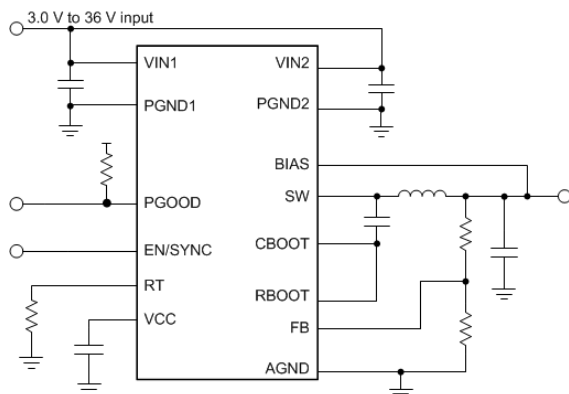 3.0 V to 36 V input
VIN1
VIN2
PGND1
PGND2
BIAS
SW
PGOOD
CBOOT
EN/SYNC
RT
RBOOT
VCC
FB
AGND